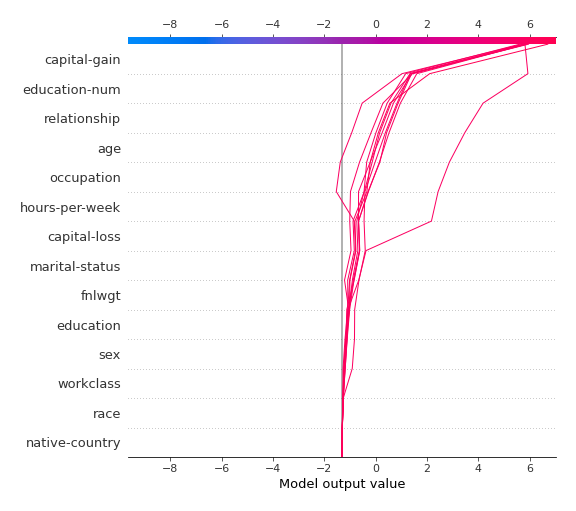 −8 −6 −4 −2 0 2 4 6
capital-gain
education-num
relationship
age
occupation
hours-per-week
capital-loss
marital-status
fnlwgt
education
sex
workclass
race
native-country
−8 −6 −4 −2 0 2 4 6
Model output value